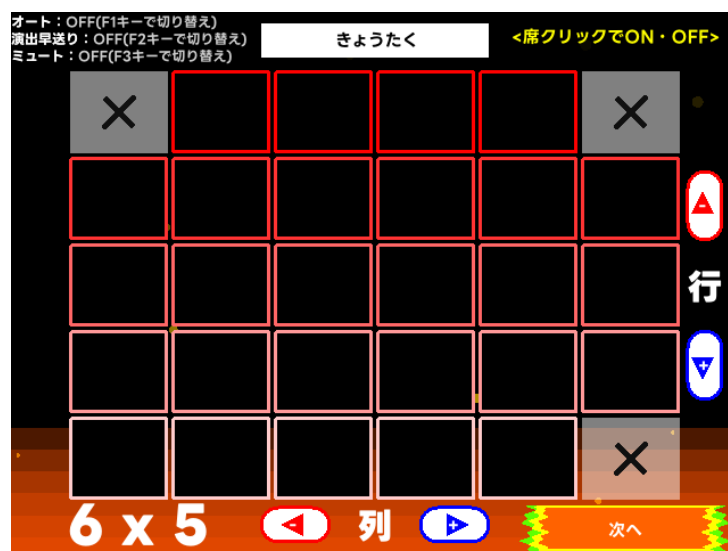 オート：OFF(F1キーで切り替え)
演出早送り：OFF(F2キーで切り替え)
ミュート：OFF(F3キーで切り替え)
きょうたく
<席クリックでON・OFF>
-
行
+
6 x 5
-
列
+
次へ